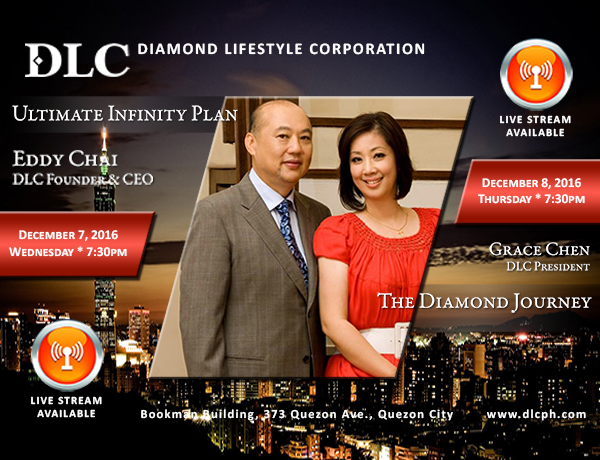 DLC DIAMOND LIFESTYLE CORPORATION
ULTIMATE INFINITY PLAN
EDDY CHAI
DLC FOUNDER & CEO
DECEMBER 7, 2016
WEDNESDAY * 7:30PM
LIVE STREAM
AVAILABLE
LIVE STREAM
AVAILABLE
DECEMBER 8, 2016
THURSDAY * 7:30PM
GRACE CHEN
DLC PRESIDENT
THE DIAMOND JOURNEY
Bookman Building, 373 Quezon Ave., Quezon City www.dlcph.com